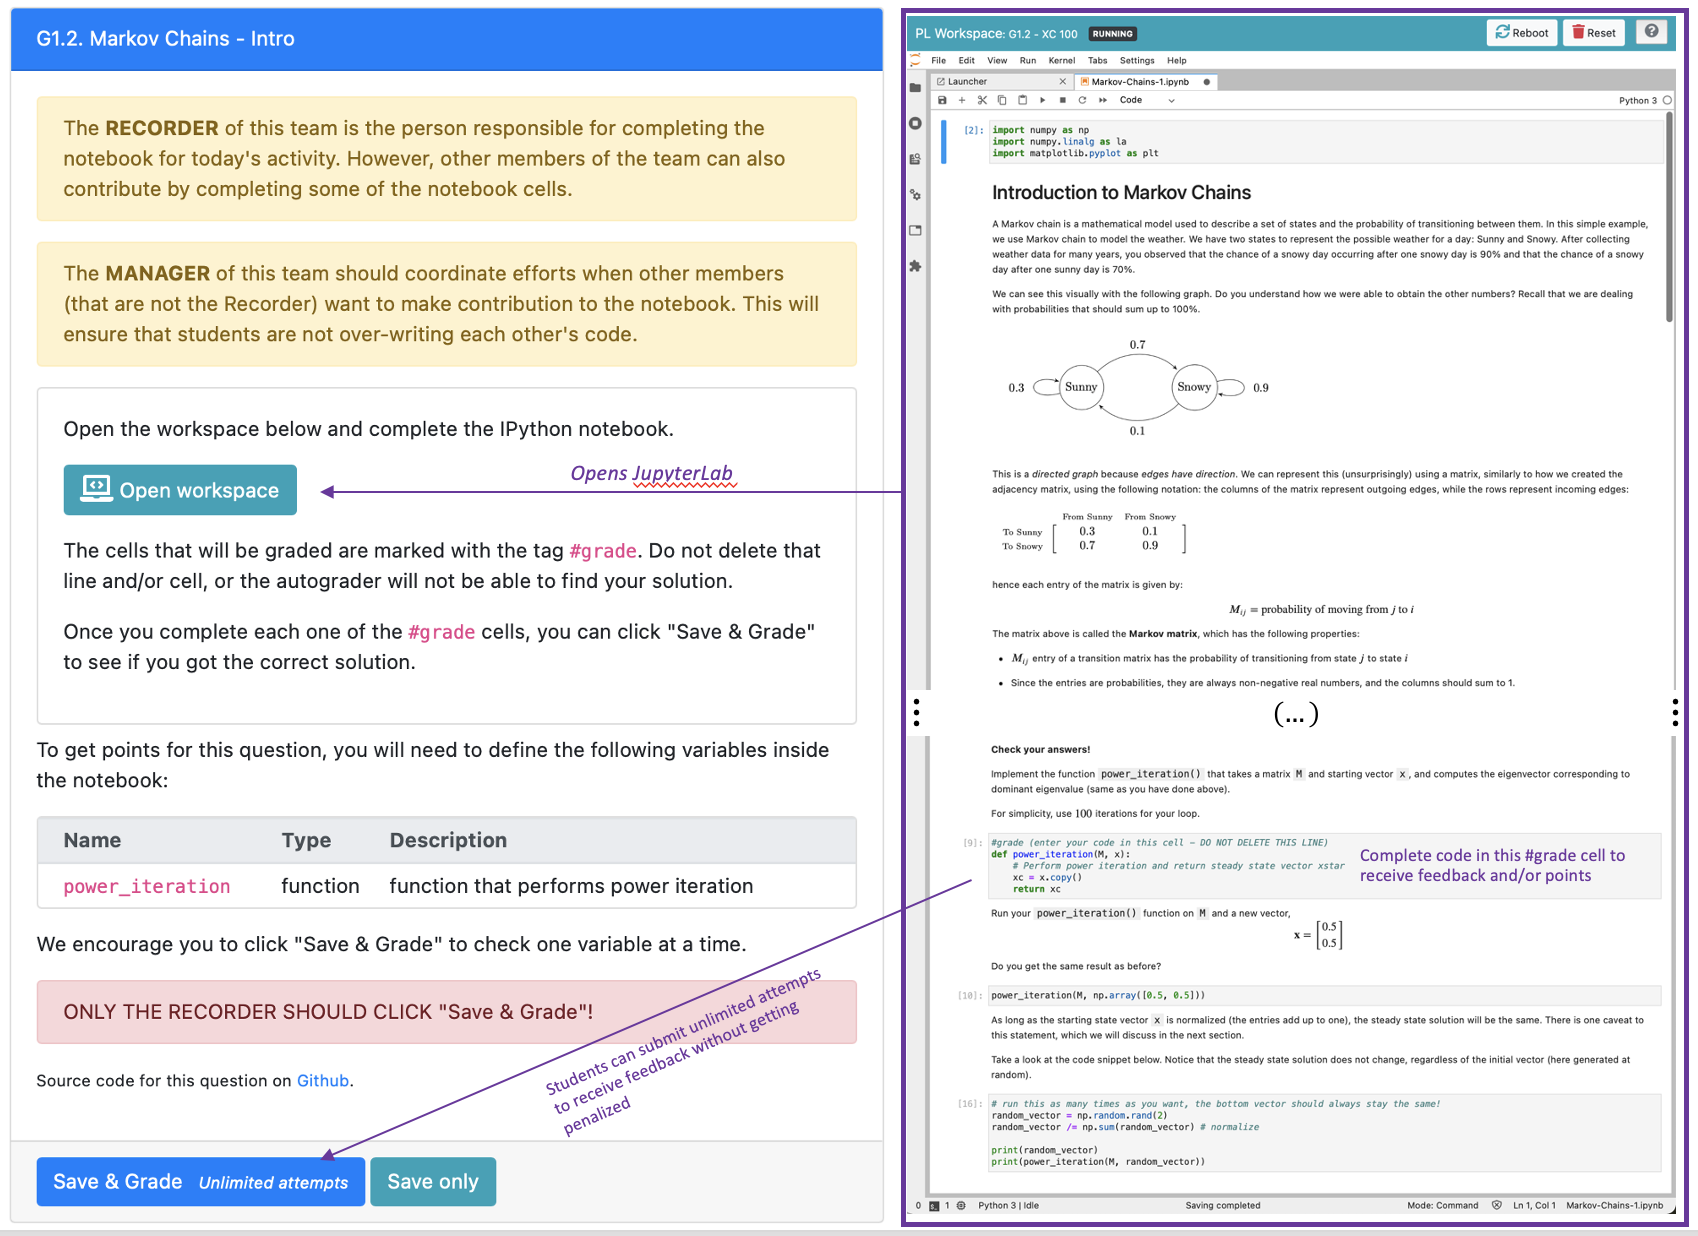 G1.2. Markov Chains - Intro
The RECORDER of this team is the person responsible for completing the
notebook for today's activity. However, other members of the team can also
contribute by completing some of the notebook cells.
The MANAGER of this team should coordinate efforts when other members
(that are not the Recorder) want to make contribution to the notebook. This will
ensure that students are not over-writing each other's code.
Open the workspace below and complete the IPython notebook.
Open workspace
Opens JupyterLab
The cells that will be graded are marked with the tag #grade. Do not delete that
line and/or cell, or the autograder will not be able to find your solution.
Once you complete each one of the #grade cells, you can click "Save & Grade"
to see if you got the correct solution.
To get points for this question, you will need to define the following variables inside
the notebook:
Name Type Description
power_iteration function function that performs power iteration
We encourage you to click "Save & Grade" to check one variable at a time.
ONLY THE RECORDER SHOULD CLICK "Save & Grade"!
Students can submit unlimited attempts
to receive feedback without getting
penalized
Source code for this question on Github.
Save & Grade Unlimited attempts
Save only
PL Workspace: G1.2 - XC 100 RUNNING
Reboot
Reset
File Edit View Run Kernel Tabs Settings Help
Launcher
Markov-Chains-1.ipynb
Code
Python 3
[2]: import numpy as np
import numpy.linalg as la
import matplotlib.pyplot as plt
Introduction to Markov Chains
A Markov chain is a mathematical model used to describe a set of states and the probability of transitioning between them. In this simple example,
we use Markov chain to model the weather. We have two states to represent the possible weather for a day: Sunny and Snowy. After collecting
weather data for many years, you observed that the chance of a snowy day occurring after one snowy day is 90% and that the chance of a snowy
day after one sunny day is 70%.
We can see this visually with the following graph. Do you understand how we were able to obtain the other numbers? Recall that we are dealing
with probabilities that should sum up to 100%.
0.7
0.3 Sunny Snowy 0.9
0.1
This is a directed graph because edges have direction. We can represent this (unsurprisingly) using a matrix, similarly to how we created the
adjacency matrix, using the following notation: the columns of the matrix represent outgoing edges, while the rows represent incoming edges:
From Sunny From Snowy
To Sunny 0.3 0.1
To Snowy 0.7 0.9
hence each entry of the matrix is given by:
Mij = probability of moving from j to i
The matrix above is called the Markov matrix, which has the following properties:
• Mij entry of a transition matrix has the probability of transitioning from state j to state i
• Since the entries are probabilities, they are always non-negative real numbers, and the columns should sum to 1.
(...)
Check your answers!
Implement the function power_iteration() that takes a matrix M and starting vector x , and computes the eigenvector corresponding to
dominant eigenvalue (same as you have done above).
For simplicity, use 100 iterations for your loop.
[9]: #grade (enter your code in this cell - DO NOT DELETE THIS LINE)
def power_iteration(M, x):
# Perform power iteration and return steady state vector xstar
xc = x.copy()
return xc
Complete code in this #grade cell to
receive feedback and/or points
Run your power_iteration() function on M and a new vector,
x = [0.5
0.5]
Do you get the same result as before?
[10]: power_iteration(M, np.array([0.5, 0.5]))
As long as the starting state vector x is normalized (the entries add up to one), the steady state solution will be the same. There is one caveat to
this statement, which we will discuss in the next section.
Take a look at the code snippet below. Notice that the steady state solution does not change, regardless of the initial vector (here generated at
random).
[16]: # run this as many times as you want, the bottom vector should always stay the same!
random_vector = np.random.rand(2)
random_vector /= np.sum(random_vector) # normalize
print(random_vector)
print(power_iteration(M, random_vector))
0 1 Python 3 | Idle Saving completed Mode: Command Ln 1, Col 1 Markov-Chains-1.ipynb